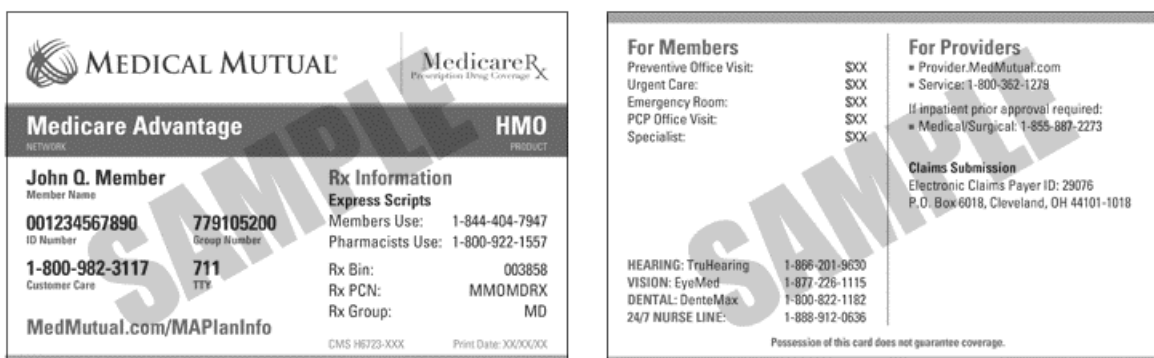 MEDICAL MUTUAL®
MedicareRx
Prescription Drug Coverage
Medicare Advantage HMO
NETWORK PRODUCT
John Q. Member
Member Name
001234567890 779105200
ID Number Group Number
1-800-982-3117 711
Customer Care TTY
MedMutual.com/MAPlanInfo
Rx Information
Express Scripts
Members Use: 1-844-404-7947
Pharmacists Use: 1-800-922-1557
Rx Bin: 003858
Rx PCN: MMOMDRX
Rx Group: MD
CMS H6723-XXX Print Date: XX/XX/XX
SAMPLE
For Members
Preventive Office Visit: $XX
Urgent Care: $XX
Emergency Room: $XX
PCP Office Visit: $XX
Specialist: $XX
HEARING: TruHearing 1-866-201-9630
VISION: EyeMed 1-877-226-1115
DENTAL: DenteMax 1-800-822-1182
24/7 NURSE LINE: 1-888-912-0636
For Providers
■ Provider.MedMutual.com
■ Service: 1-800-362-1279
If inpatient prior approval required:
■ Medical/Surgical: 1-855-887-2273
Claims Submission
Electronic Claims Payer ID: 29076
P.O. Box 6018, Cleveland, OH 44101-1018
Possession of this card does not guarantee coverage.
SAMPLE